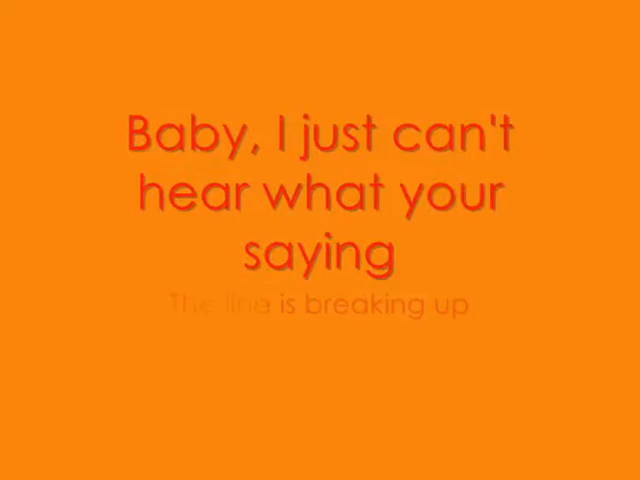 Baby, I just can't
hear what your
saying
The line is breaking up